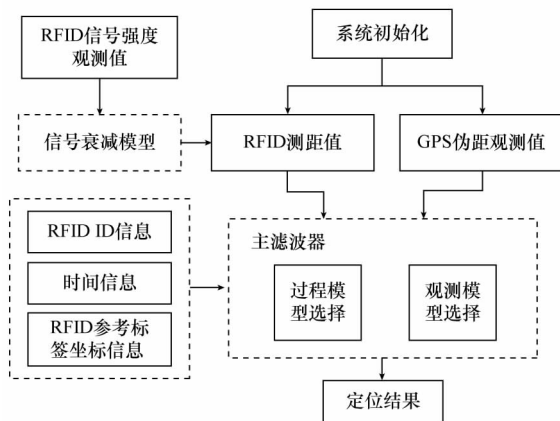 RFID信号强度
观测值
系统初始化
信号衰减模型
RFID测距值
GPS伪距观测值
RFID ID信息
时间信息
RFID参考标
签坐标信息
主滤波器
过程模
型选择
观测模
型选择
定位结果